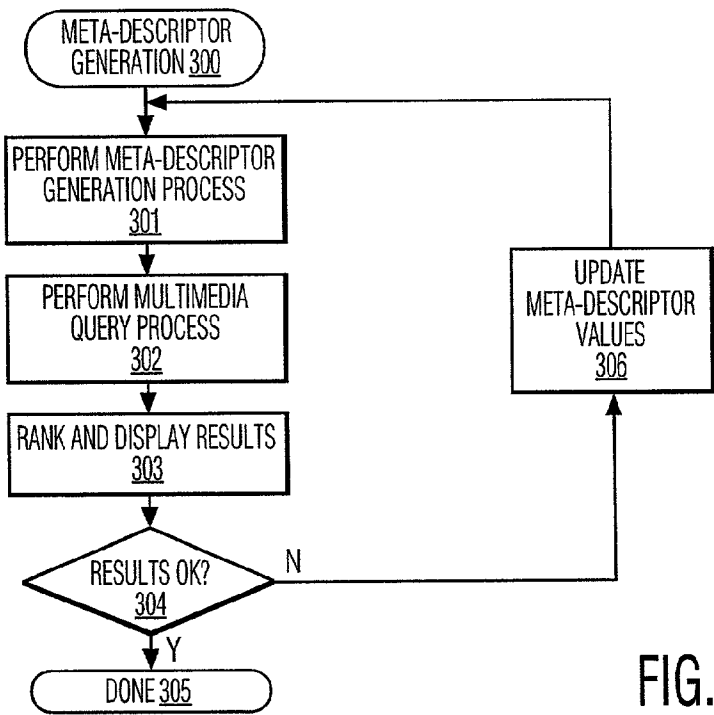 META-DESCRIPTOR
GENERATION 300
PERFORM META-DESCRIPTOR
GENERATION PROCESS
301
PERFORM MULTIMEDIA
QUERY PROCESS
302
RANK AND DISPLAY RESULTS
303
RESULTS OK?
304
N
Y
DONE 305
UPDATE
META-DESCRIPTOR
VALUES
306
FIG.